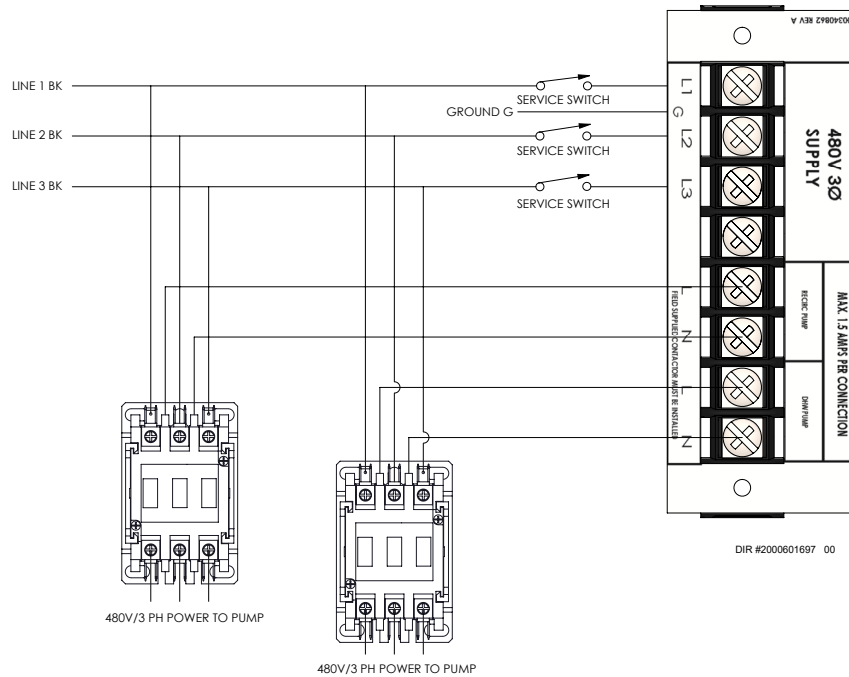 00340862 REV A
LINE 1 BK
SERVICE SWITCH
L1
GROUND G
G
LINE 2 BK
SERVICE SWITCH
L2
LINE 3 BK
SERVICE SWITCH
L3
480V 3Ø
SUPPLY
L
N
L
N
FIELD SUPPLIED CONTACTOR MUST BE INSTALLED
RECIRC PUMP
DHW PUMP
MAX. 1.5 AMPS PER CONNECTION
DIR #2000601697 00
480V/3 PH POWER TO PUMP
480V/3 PH POWER TO PUMP